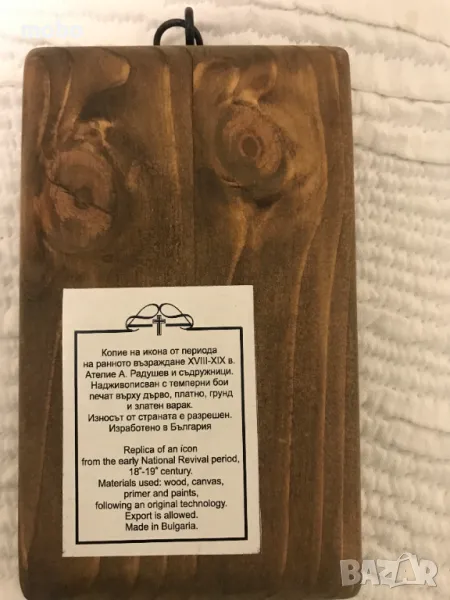 Копие на икона от периода
на ранното възраждане XVIII-XIX в.
Ателие А. Радушев и съдружници.
Надживописван с темперни бои
печат върху дърво, платно, грунд
и златен варак.
Износът от страната е разрешен.
Изработено в България
Replica of an icon
from the early National Revival period,
18"-19" century.
Materials used: wood, canvas,
primer and paints,
following an original technology.
Export is allowed.
Made in Bulgaria.
BAZAR